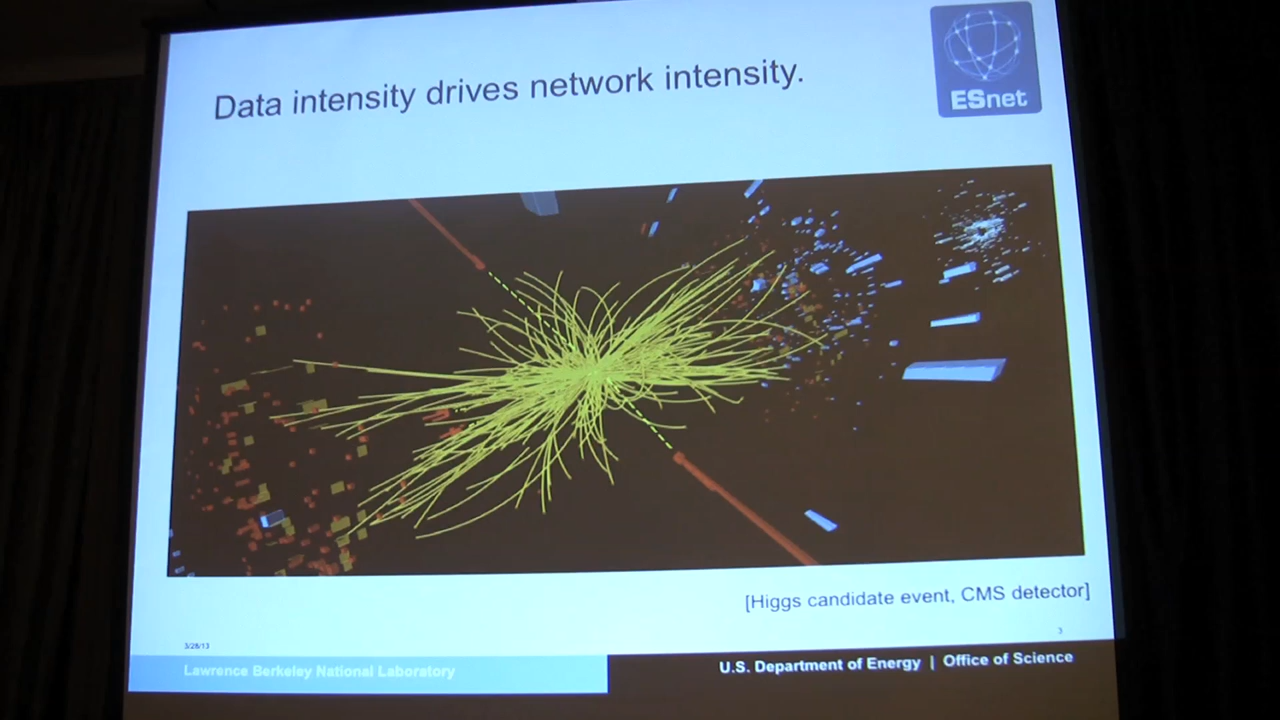 Data intensity drives network intensity.
ESnet
[Higgs candidate event, CMS detector]
3
3/28/13
Lawrence Berkeley National Laboratory
U.S. Department of Energy | Office of Science